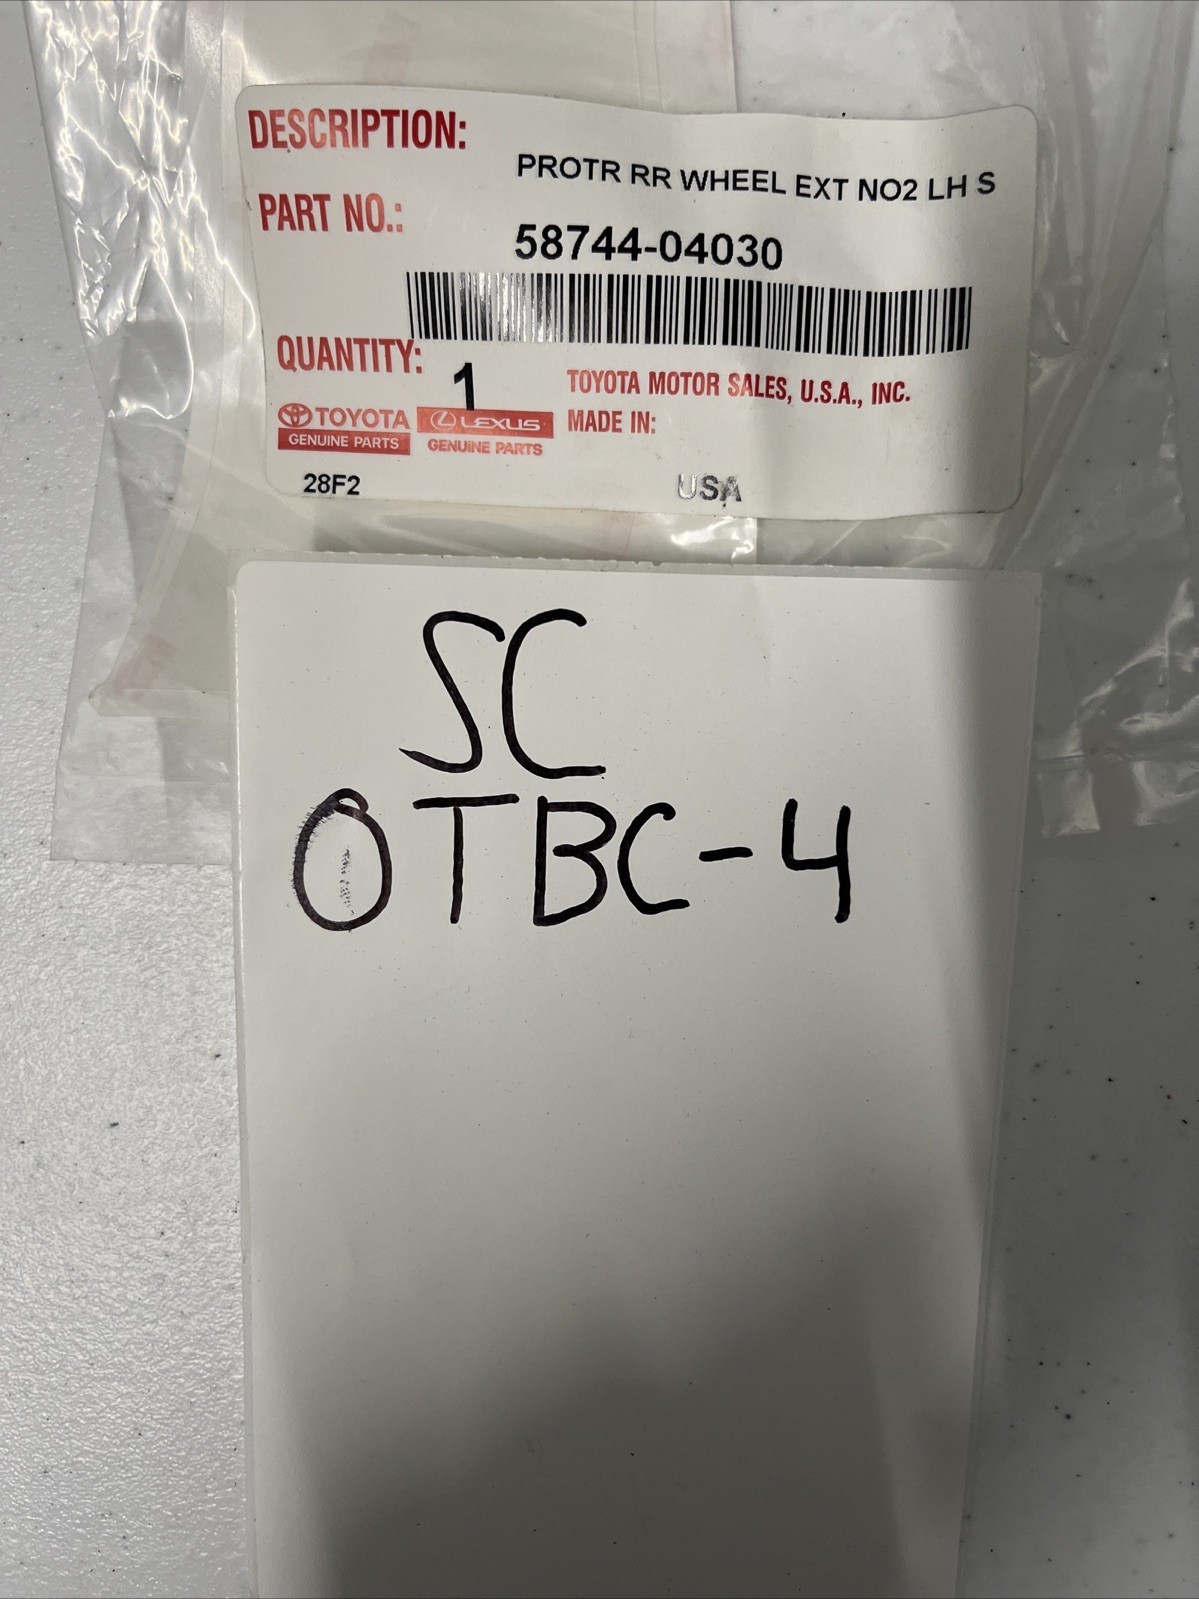 DESCRIPTION:
PROTR RR WHEEL EXT NO2 LH S
PART NO.:
58744-04030
QUANTITY:
1
TOYOTA MOTOR SALES, U.S.A., INC.
TOYOTA
GENUINE PARTS
LEXUS
GENUINE PARTS
MADE IN:
28F2
USA
SC
OTBC-4